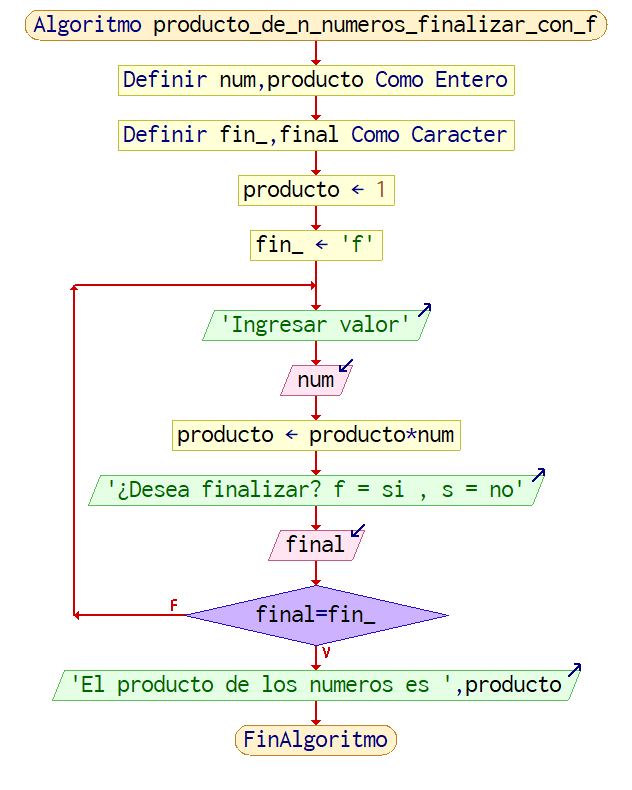 Algoritmo producto_de_n_numeros_finalizar_con_f
Definir num,producto Como Entero
Definir fin_,final Como Caracter
producto ← 1
fin_ ← 'f'
'Ingresar valor'
num
producto ← producto*num
'¿Desea finalizar? f = si , s = no'
final
F
final=fin_
V
'El producto de los numeros es ',producto
FinAlgoritmo